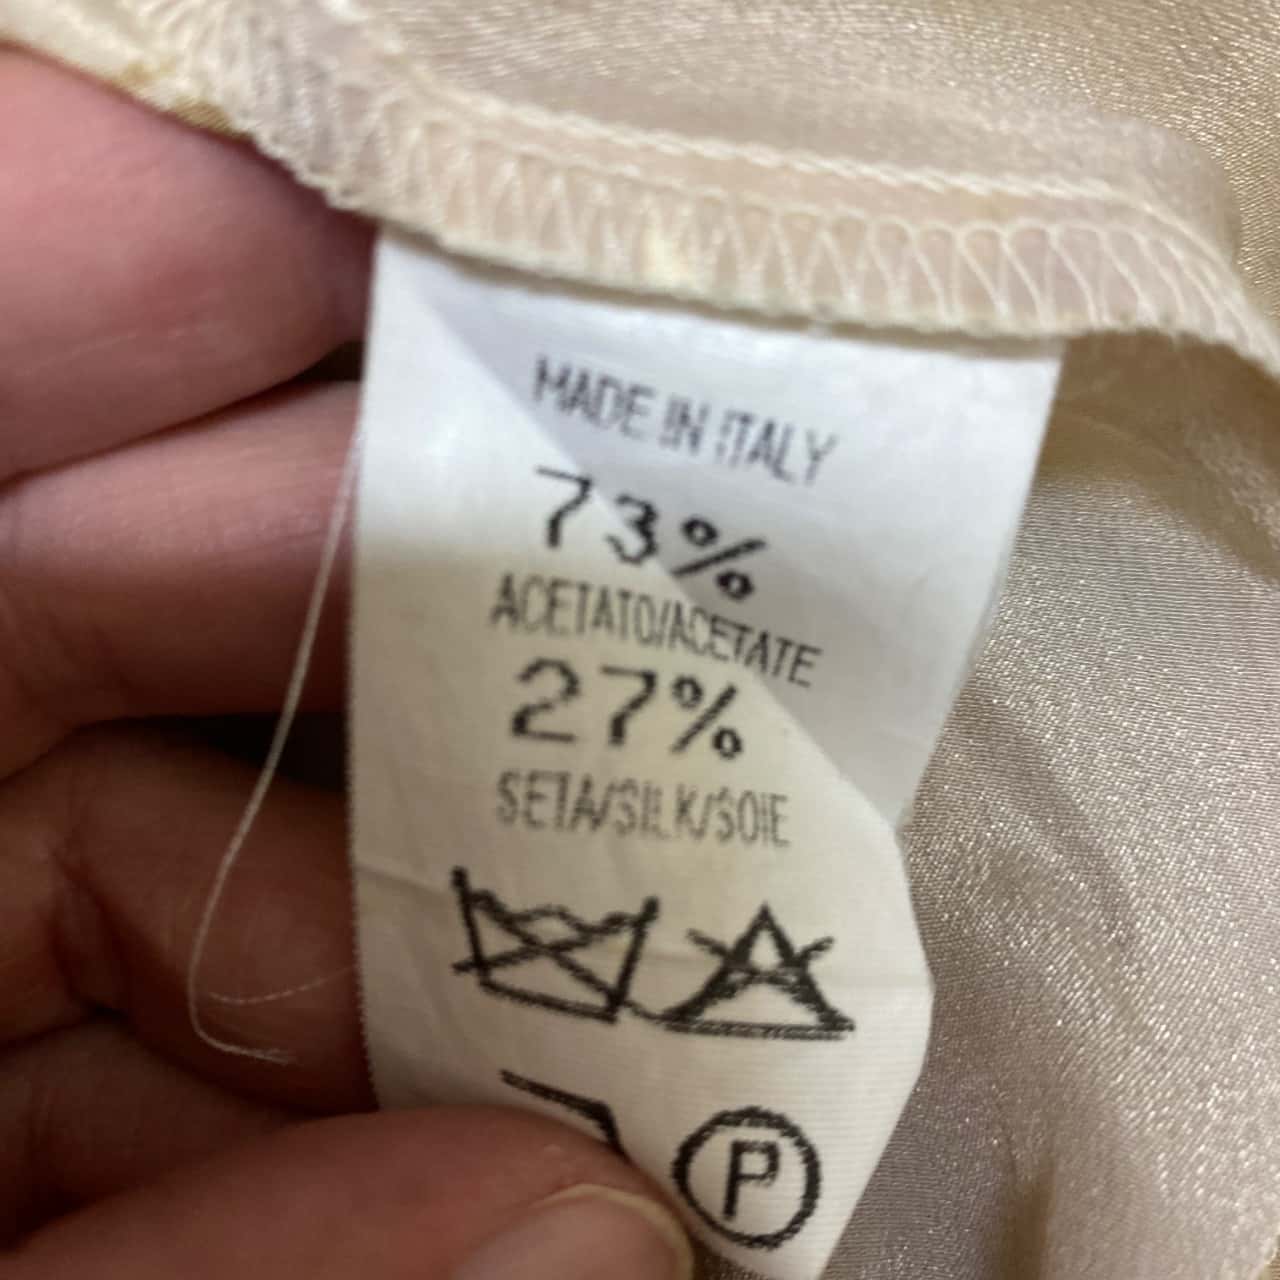 MADE IN ITALY
73%
ACETATO/ACETATE
27%
SETA/SILK/SOIE
P